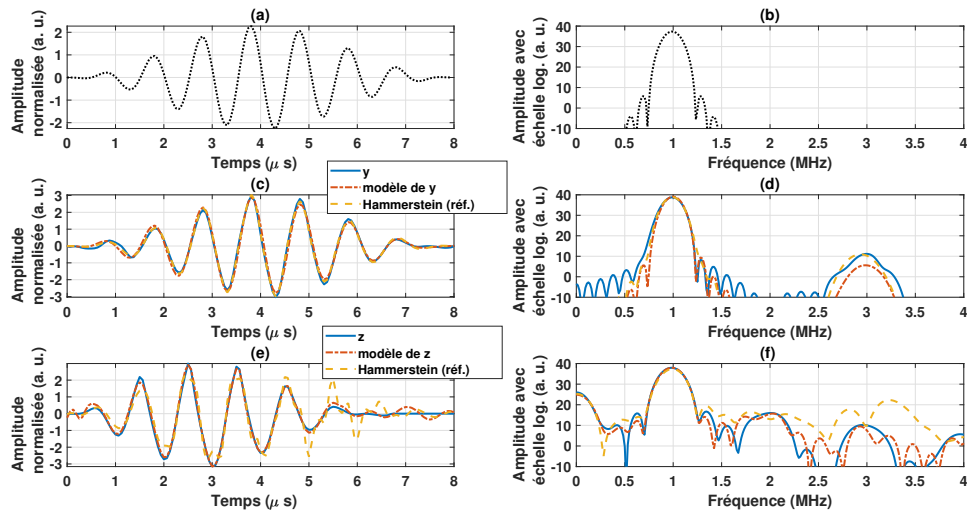 (a)
Amplitude
normalisée (a. u.)
2
1
0
-1
-2
0 1 2 3 4 5 6 7 8
Temps (μ s)
(b)
Amplitude avec
échelle log. (a. u.)
40
30
20
10
0
-10
0 0.5 1 1.5 2 2.5 3 3.5 4
Fréquence (MHz)
(c)
y
modèle de y
Hammerstein (réf.)
Amplitude
normalisée (a. u.)
3
2
1
0
-1
-2
-3
0 1 2 3 4 5 6 7 8
Temps (μ s)
(d)
Amplitude avec
échelle log. (a. u.)
40
30
20
10
0
-10
0 0.5 1 1.5 2 2.5 3 3.5 4
Fréquence (MHz)
(e)
z
modèle de z
Hammerstein (réf.)
Amplitude
normalisée (a. u.)
2
1
0
-1
-2
-3
0 1 2 3 4 5 6 7 8
Temps (μ s)
(f)
Amplitude avec
échelle log. (a. u.)
40
30
20
10
0
-10
0 0.5 1 1.5 2 2.5 3 3.5 4
Fréquence (MHz)